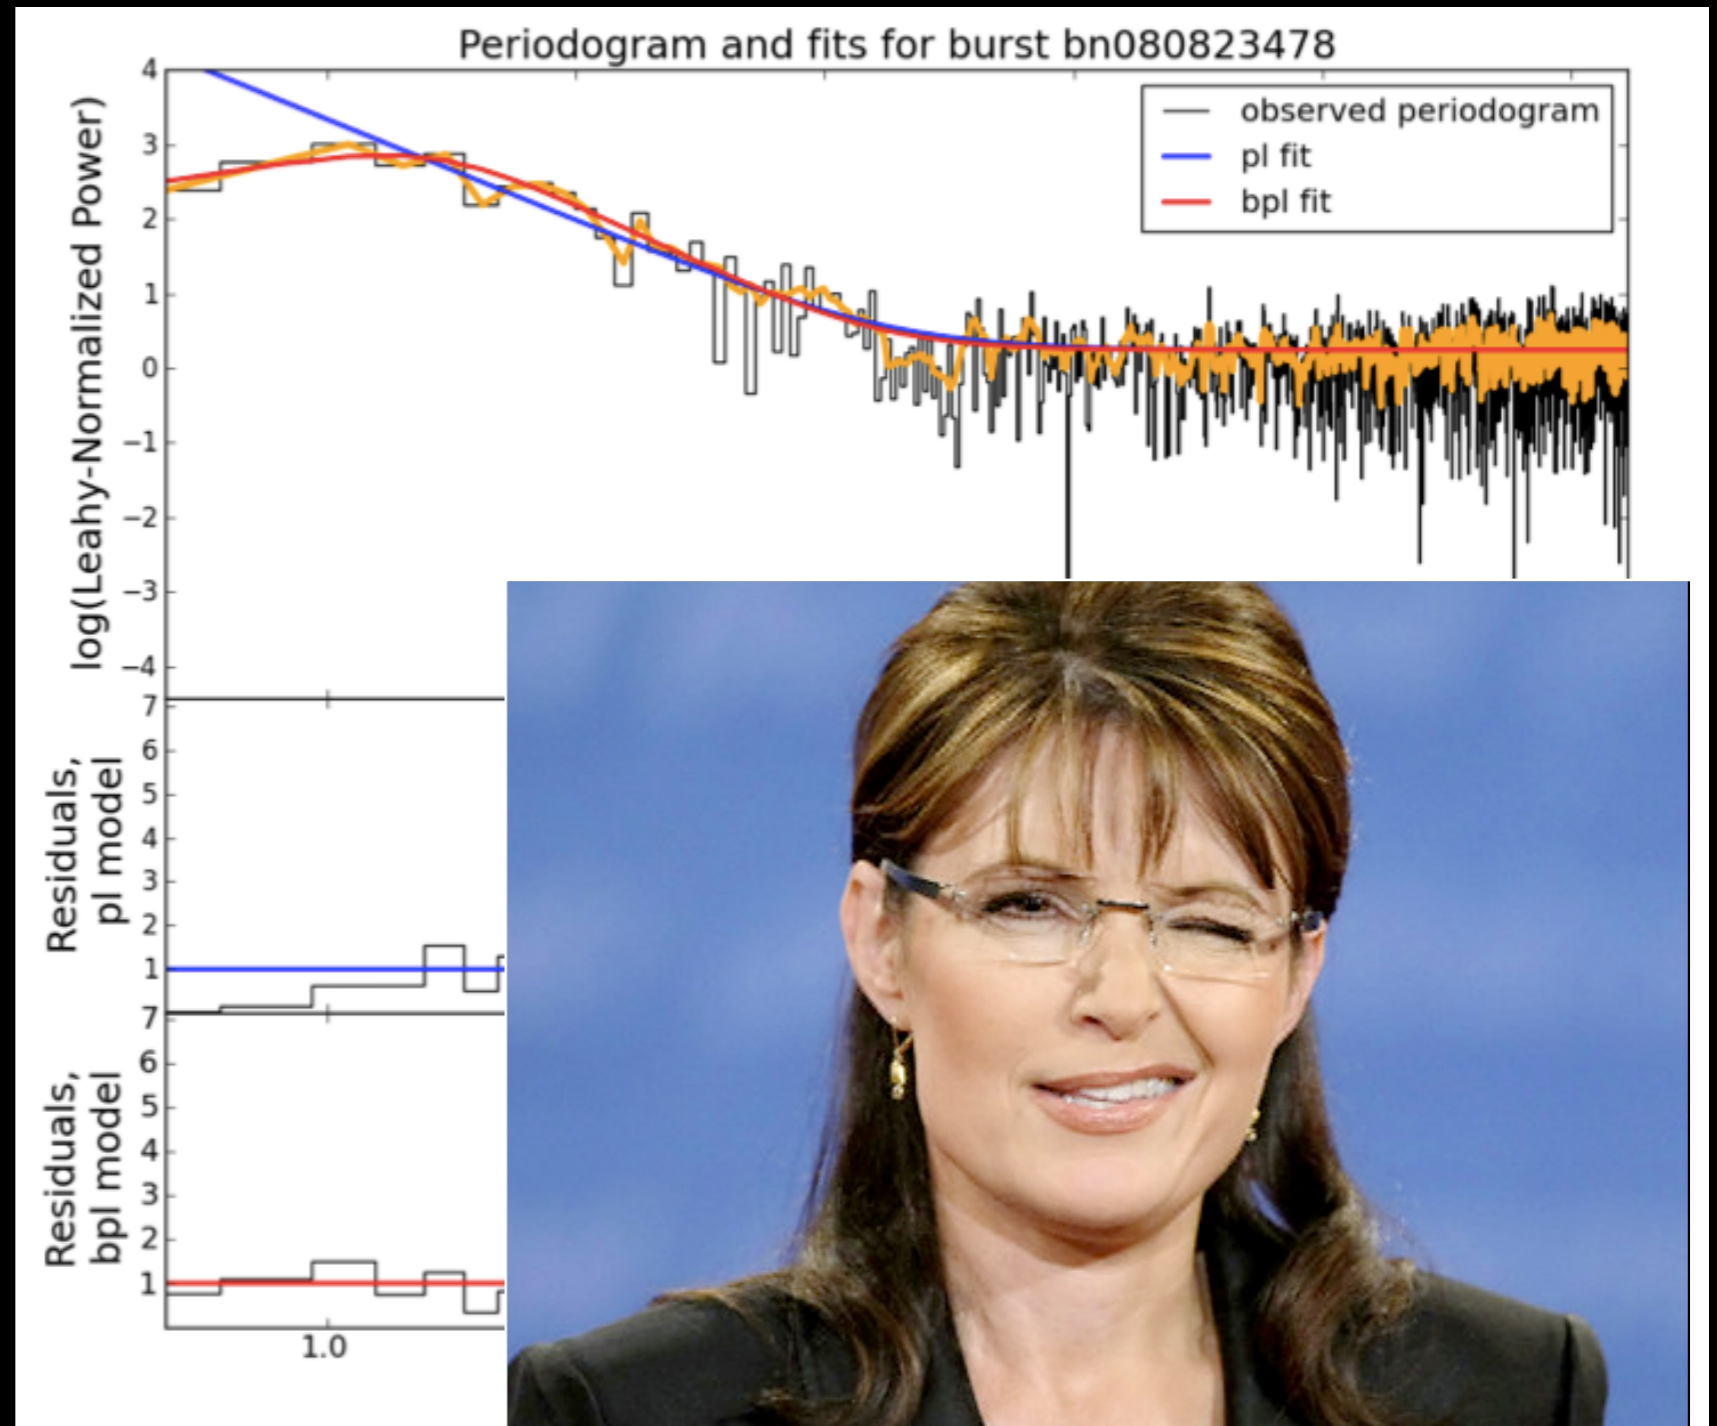 Periodogram and fits for burst bn080823478
log(Leahy-Normalized Power)
4
3
2
1
0
−1
−2
−3
−4
observed periodogram
pl fit
bpl fit
Residuals,
pl model
7
6
5
4
3
2
1
Residuals,
bpl model
7
6
5
4
3
2
1
1.0